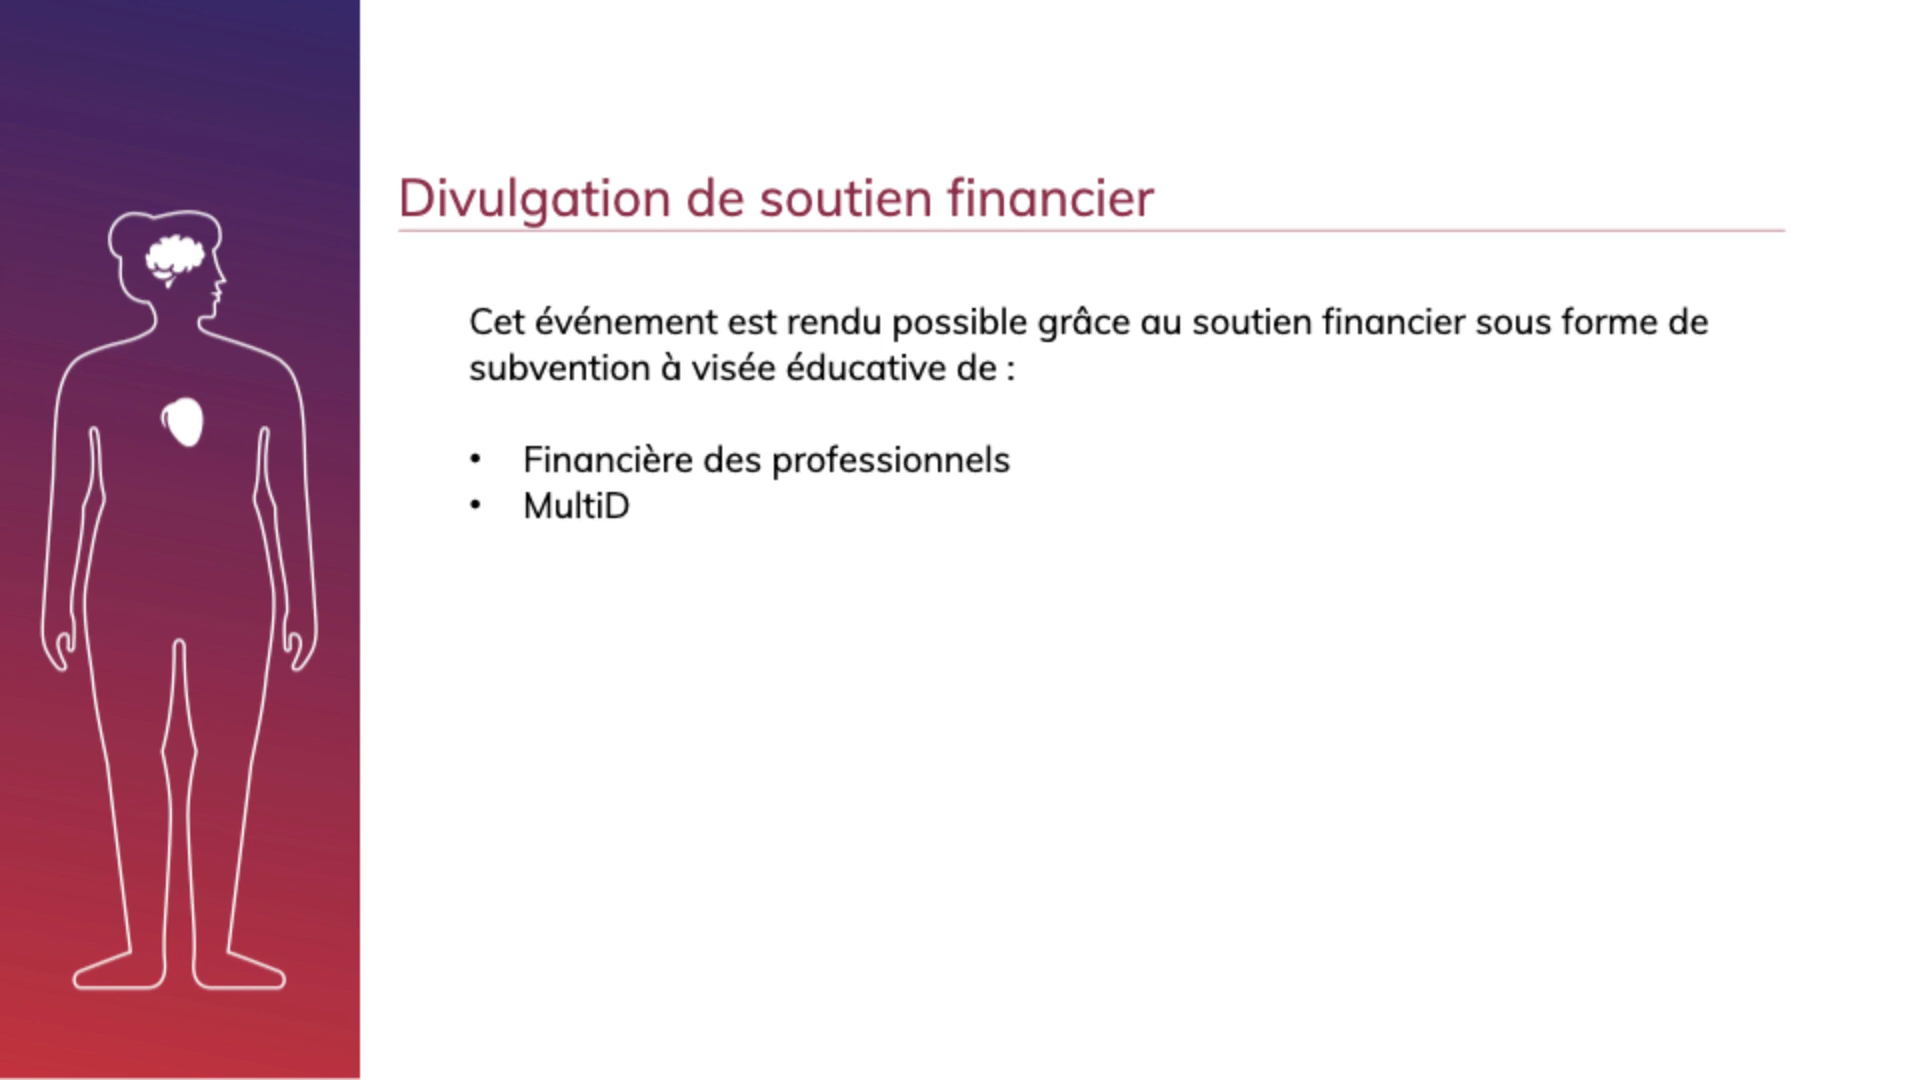 Divulgation de soutien financier
Cet événement est rendu possible grâce au soutien financier sous forme de
subvention à visée éducative de :
• Financière des professionnels
• MultiD